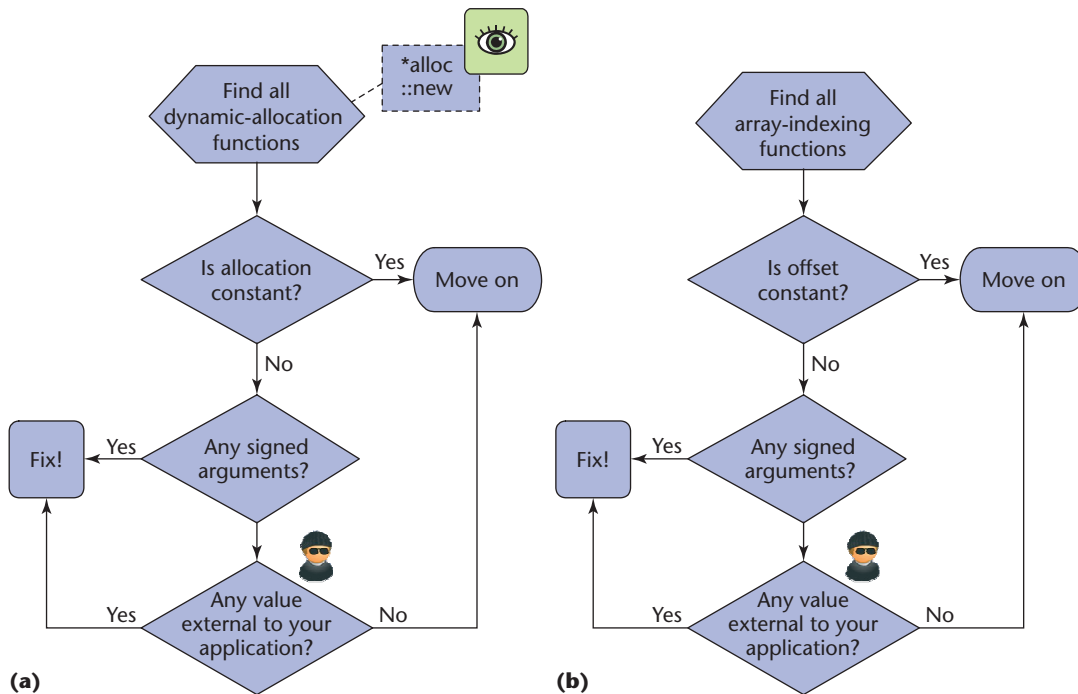 *alloc
::new
Find all
dynamic-allocation
functions
Is allocation
constant?
Yes
Move on
No
Any signed
arguments?
Yes
Fix!
Any value
external to your
application?
Yes
No
(a)
Find all
array-indexing
functions
Is offset
constant?
Yes
Move on
No
Any signed
arguments?
Yes
Fix!
Any value
external to your
application?
Yes
No
(b)